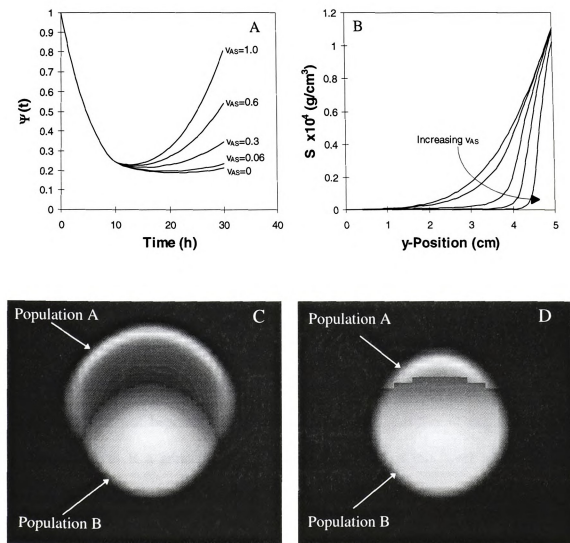 A
Ψ(t)
1
0.9
0.8
0.7
0.6
0.5
0.4
0.3
0.2
0.1
0
vAS=1.0
vAS=0.6
vAS=0.3
vAS=0.06
vAS=0
0 10 20 30 40
Time (h)
B
S x10⁴ (g/cm³)
1.2
1
0.8
0.6
0.4
0.2
0
Increasing vAS
0 1 2 3 4 5
y-Position (cm)
C
Population A
Population B
D
Population A
Population B